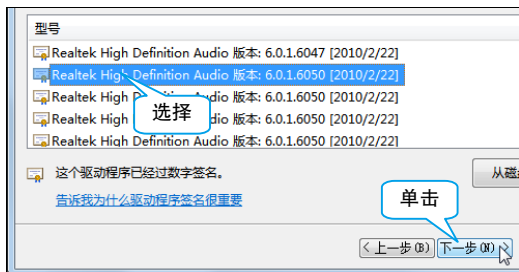 型号
Realtek High Definition Audio 版本: 6.0.1.6047 [2010/2/22]
Realtek High Definition Audio 版本: 6.0.1.6050 [2010/2/22]
Realtek High Definition Audio 版本: 6.0.1.6050 [2010/2/22]
选择
Realtek High Definition Audio 版本: 6.0.1.6050 [2010/2/22]
Realtek High Definition Audio 版本: 6.0.1.6050 [2010/2/22]
这个驱动程序已经过数字签名。
从磁
告诉我为什么驱动程序签名很重要
单击
<上一步(B)
下一步(N)>